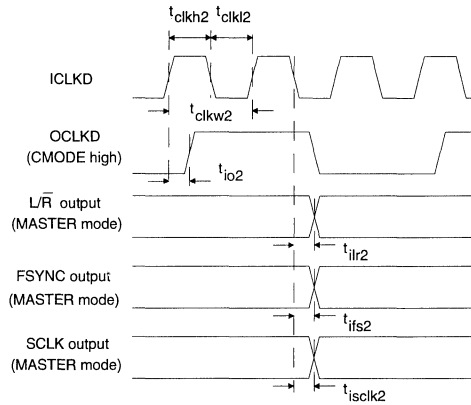 tclkh2 tclkl2
ICLKD
tclkw2
OCLKD
(CMODE high)
tio2
L/R̅ output
(MASTER mode)
tilr2
FSYNC output
(MASTER mode)
tifs2
SCLK output
(MASTER mode)
tisclk2